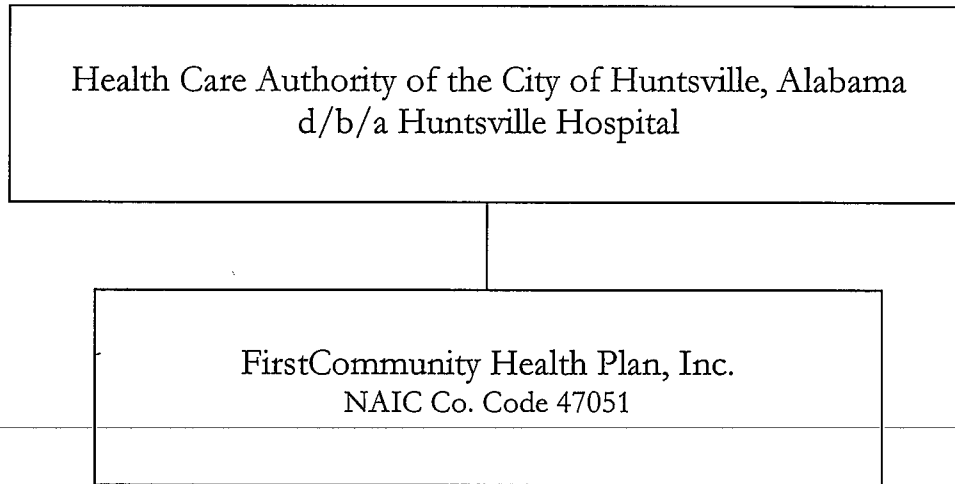 Health Care Authority of the City of Huntsville, Alabama
d/b/a Huntsville Hospital
FirstCommunity Health Plan, Inc.
NAIC Co. Code 47051